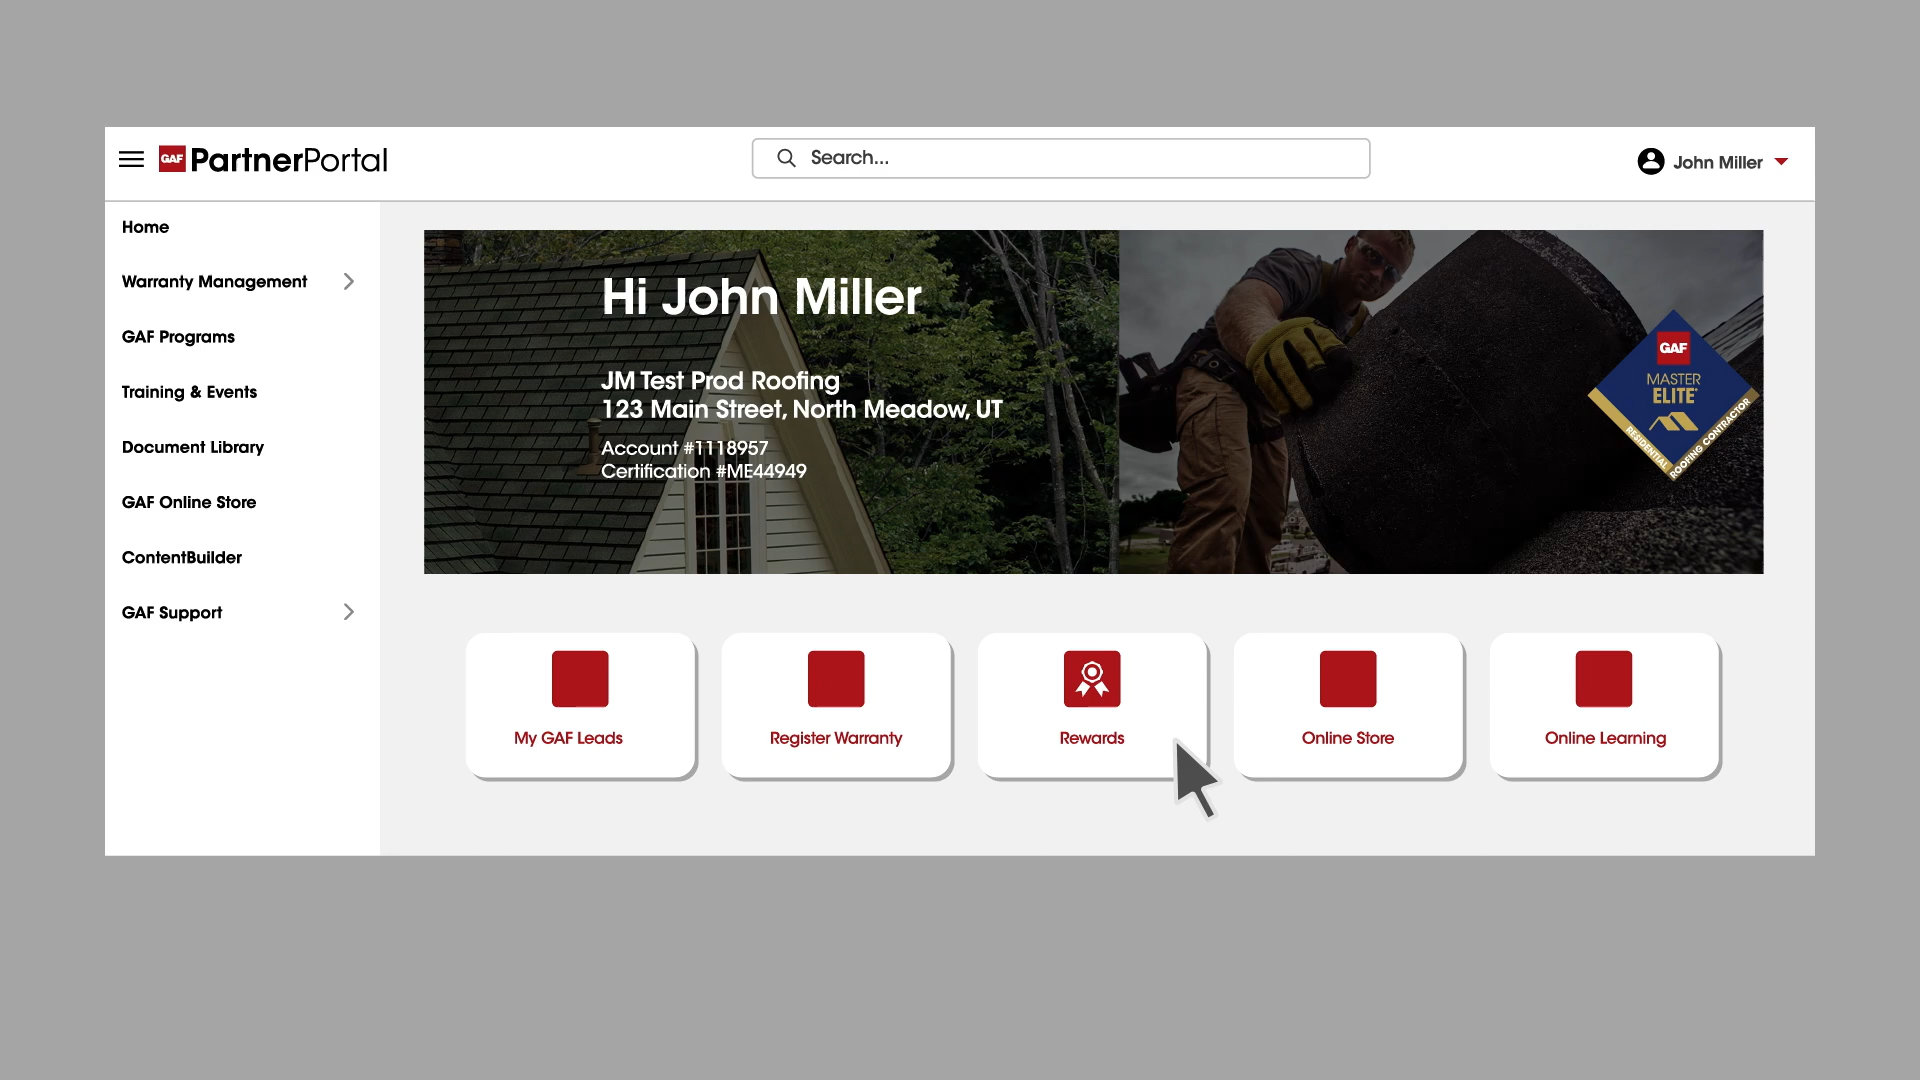 GAF PartnerPortal
Search...
John Miller
Home
Warranty Management
GAF Programs
Training & Events
Document Library
GAF Online Store
ContentBuilder
GAF Support
Hi John Miller
JM Test Prod Roofing
123 Main Street, North Meadow, UT
Account #1118957
Certification #ME44949
GAF
MASTER
ELITE®
RESIDENTIAL
ROOFING CONTRACTOR
My GAF Leads
Register Warranty
Rewards
Online Store
Online Learning